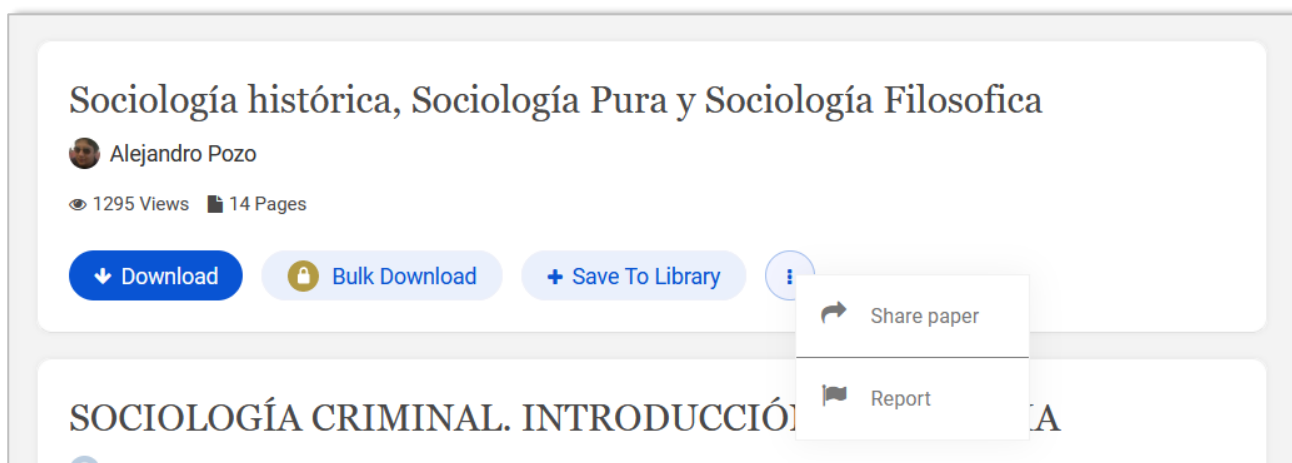 Sociología histórica, Sociología Pura y Sociología Filosofica
Alejandro Pozo
1295 Views 14 Pages
Download Bulk Download + Save To Library
Share paper
Report
SOCIOLOGÍA CRIMINAL.